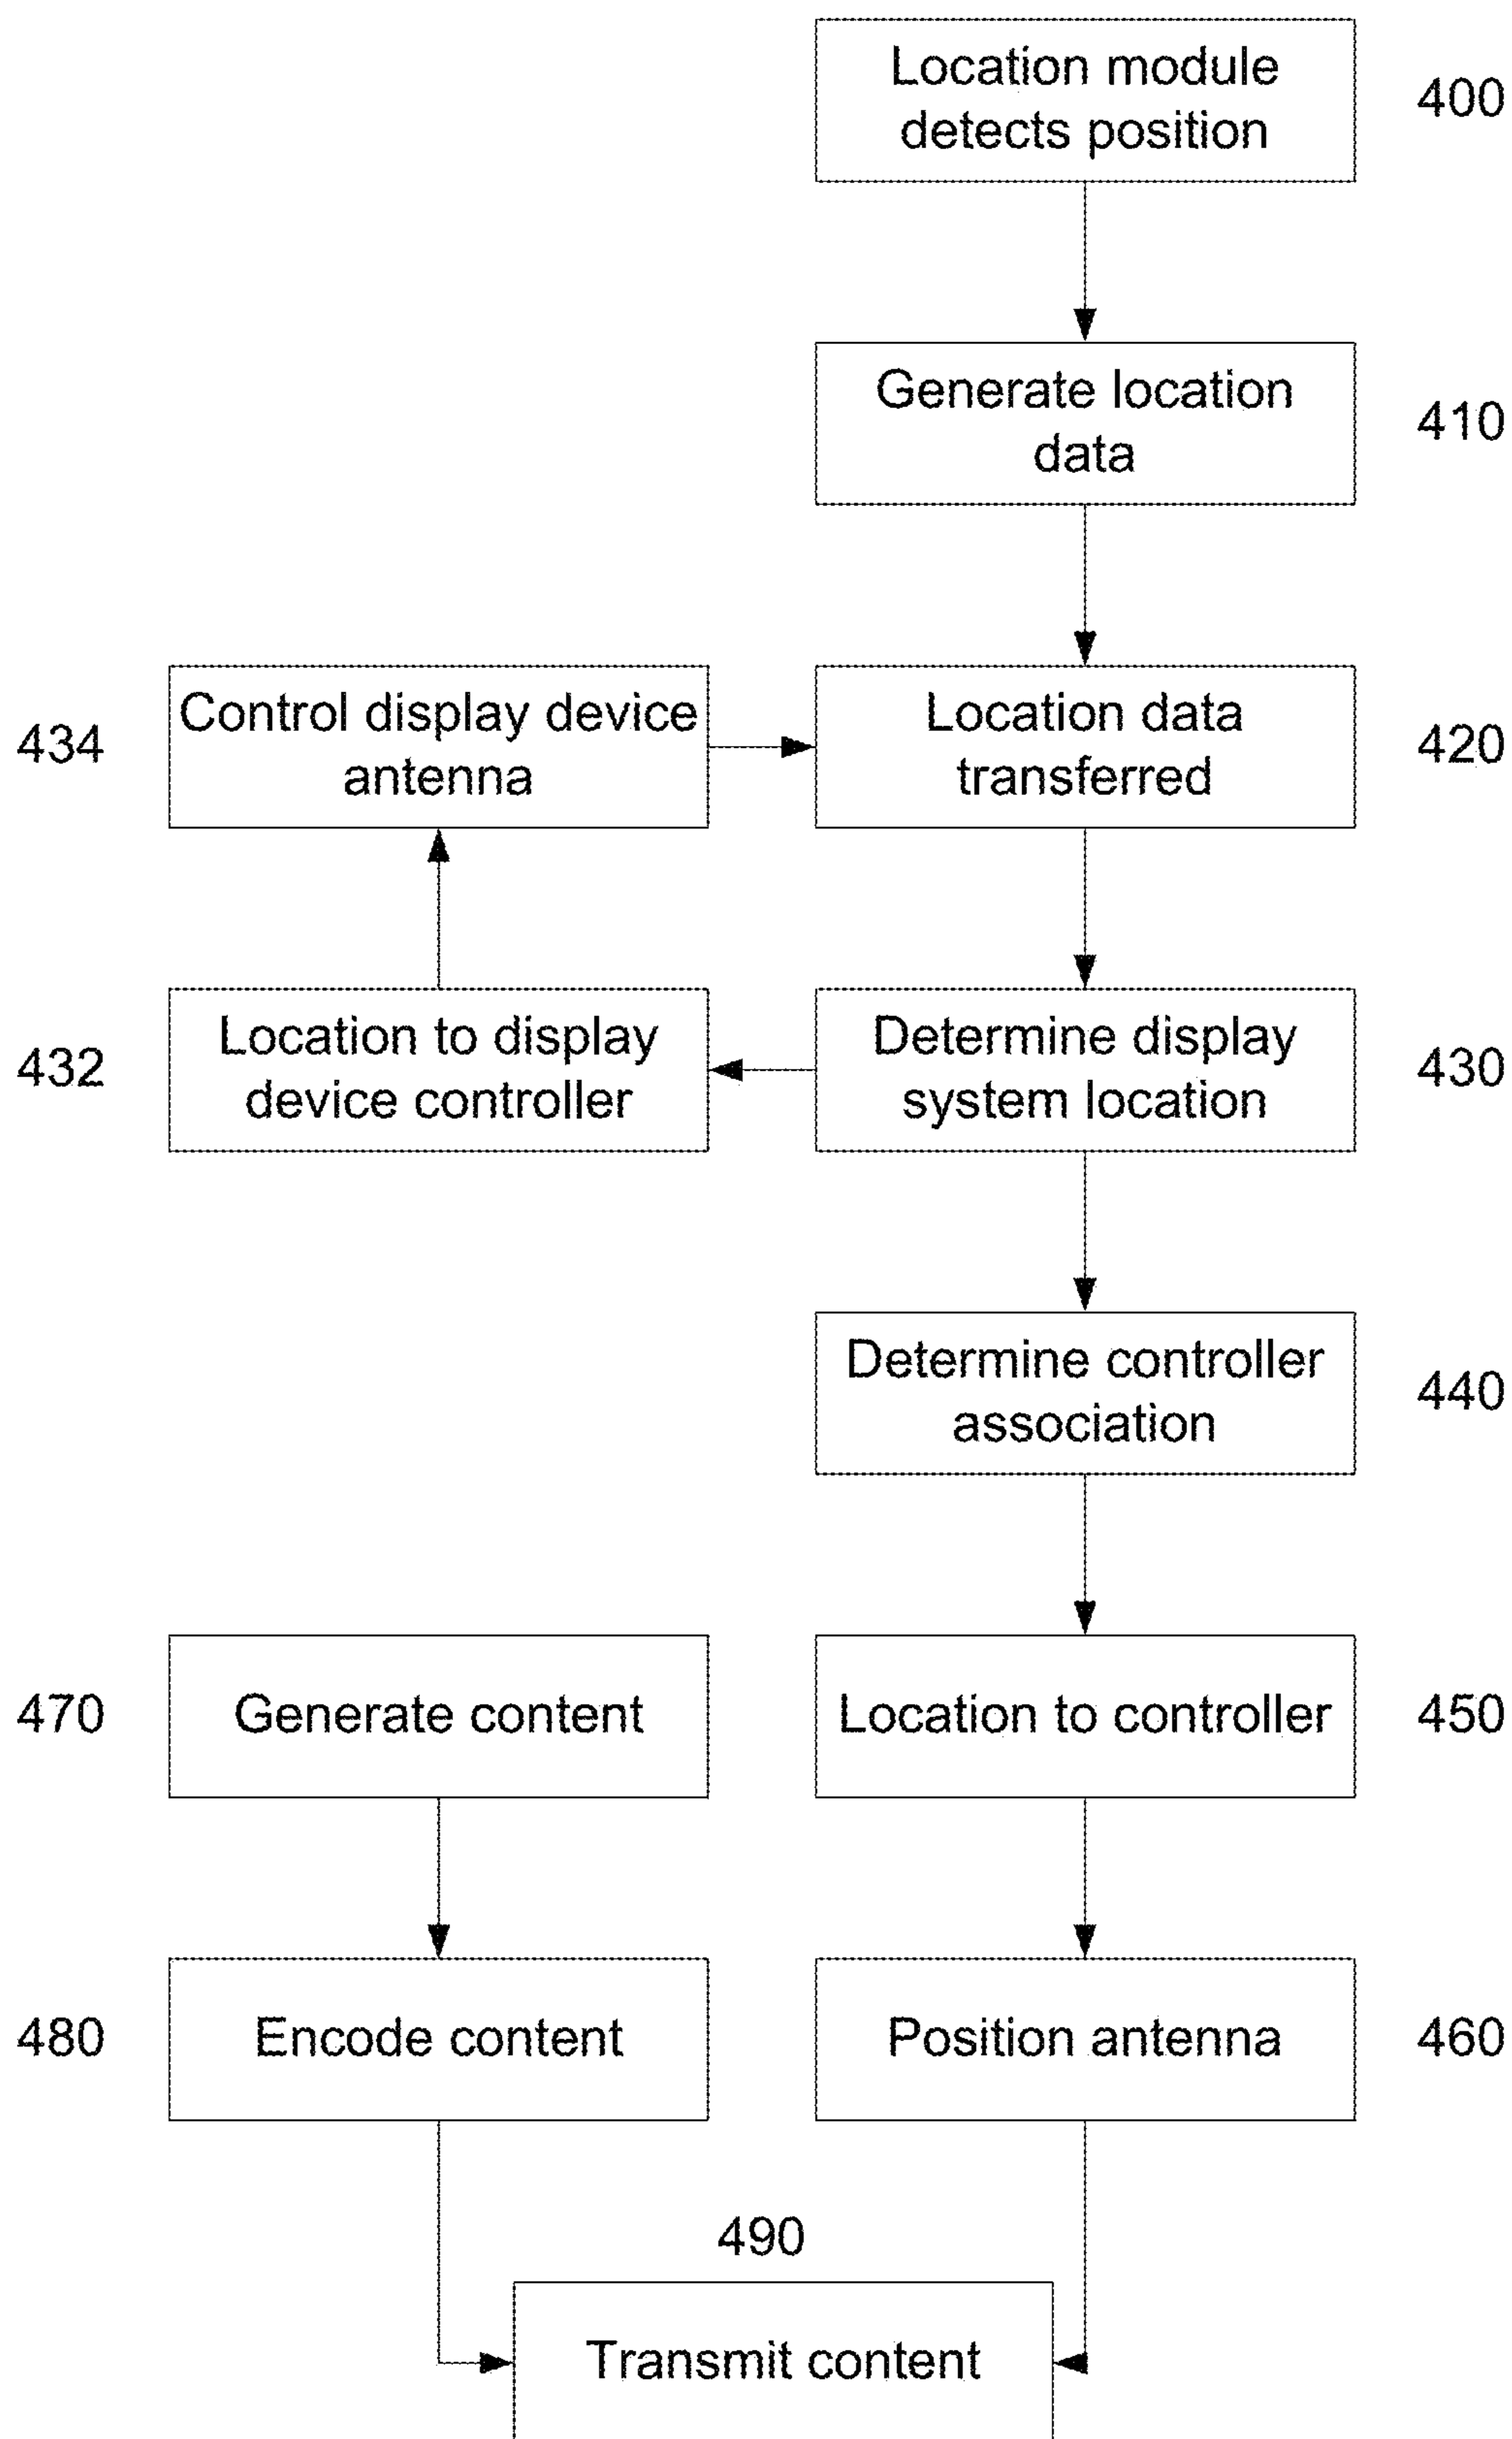 Location module
detects position
400
Generate location
data
410
434
Control display device
antenna
Location data
transferred
420
432
Location to display
device controller
Determine display
system location
430
Determine controller
association
440
470
Generate content
Location to controller
450
480
Encode content
Position antenna
460
490
Transmit content